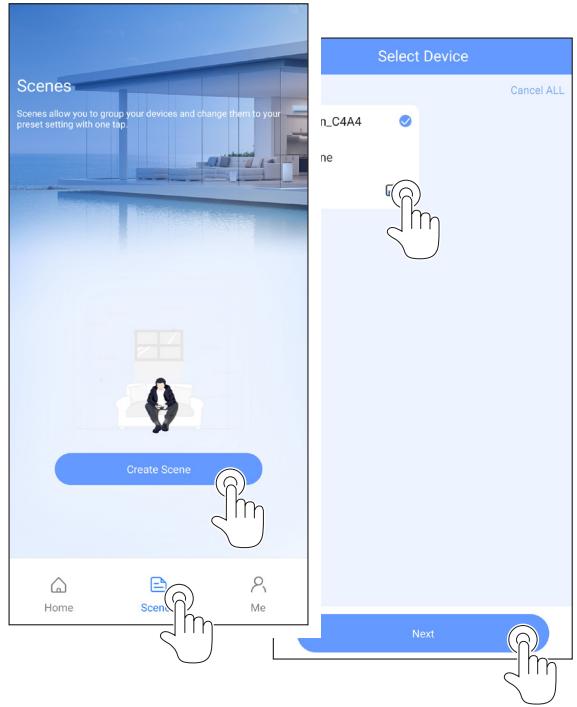 Scenes
Scenes allow you to group your devices and change them to your
preset setting with one tap.
Create Scene
Home
Me
Select Device
Cancel ALL
n_C4A4
ne
Next